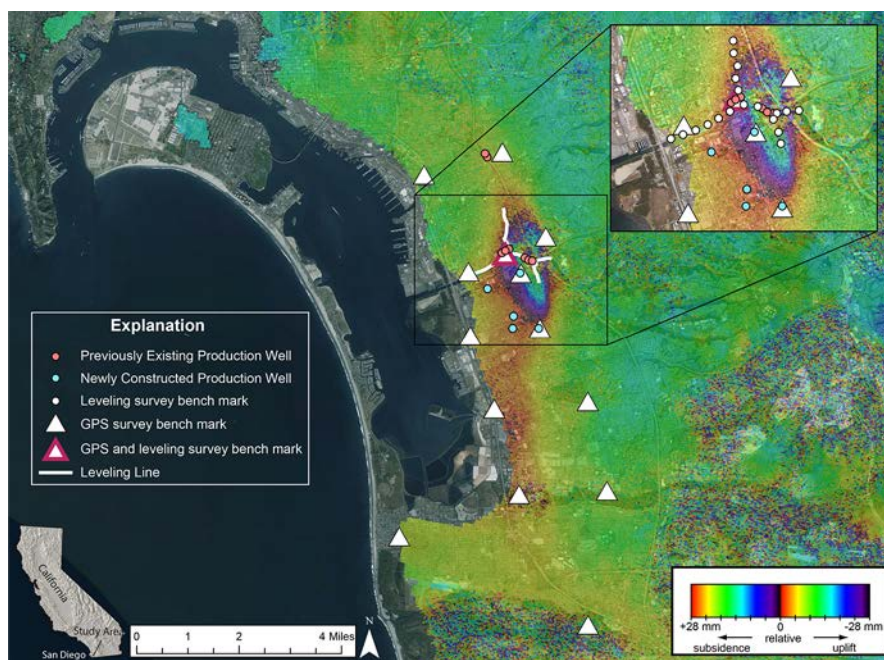 Explanation
Previously Existing Production Well
Newly Constructed Production Well
Leveling survey bench mark
GPS survey bench mark
GPS and leveling survey bench mark
Leveling Line
California
Study Area
San Diego
0 1 2 4 Miles
N
+28 mm 0 -28 mm
relative
subsidence uplift